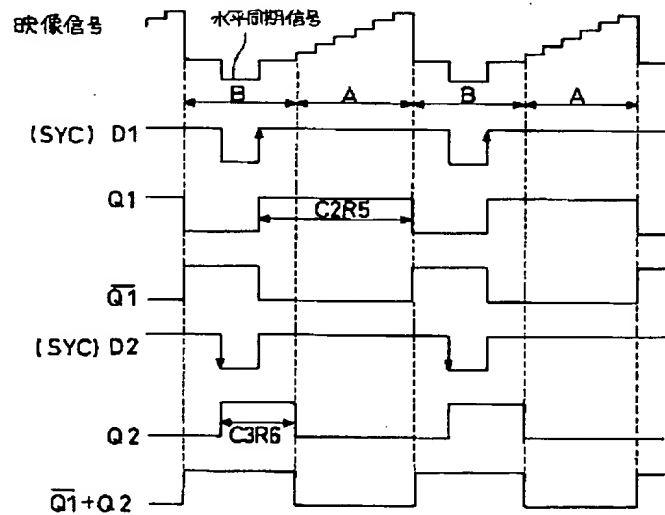 映像信号
水平同期信号
B A B A
(SYC) D1
Q1
C2R5
Q1
(SYC) D2
Q2
C3R6
Q1+Q2